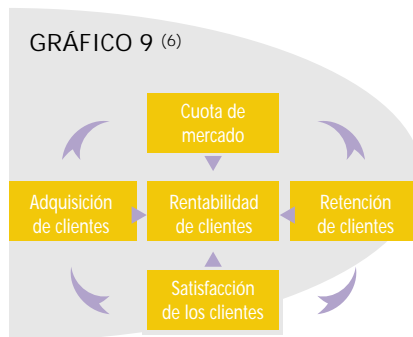 GRÁFICO 9 (6)
Cuota de
mercado
Adquisición
de clientes
Rentabilidad
de clientes
Retención
de clientes
Satisfacción
de los clientes